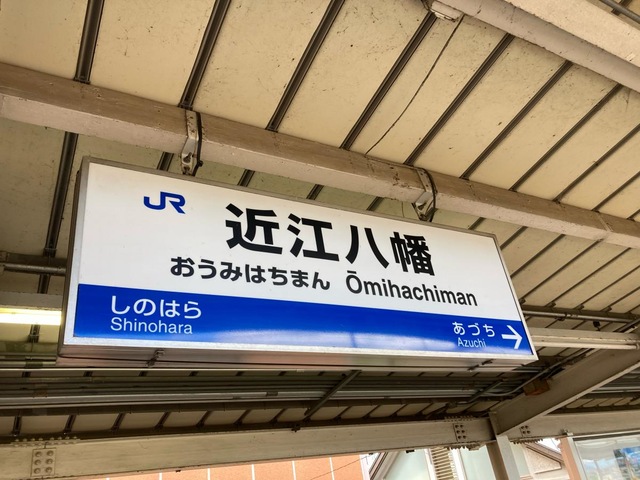 JR
近江八幡
おうみはちまん Ōmihachiman
しのはら
Shinohara
あづち
Azuchi
→